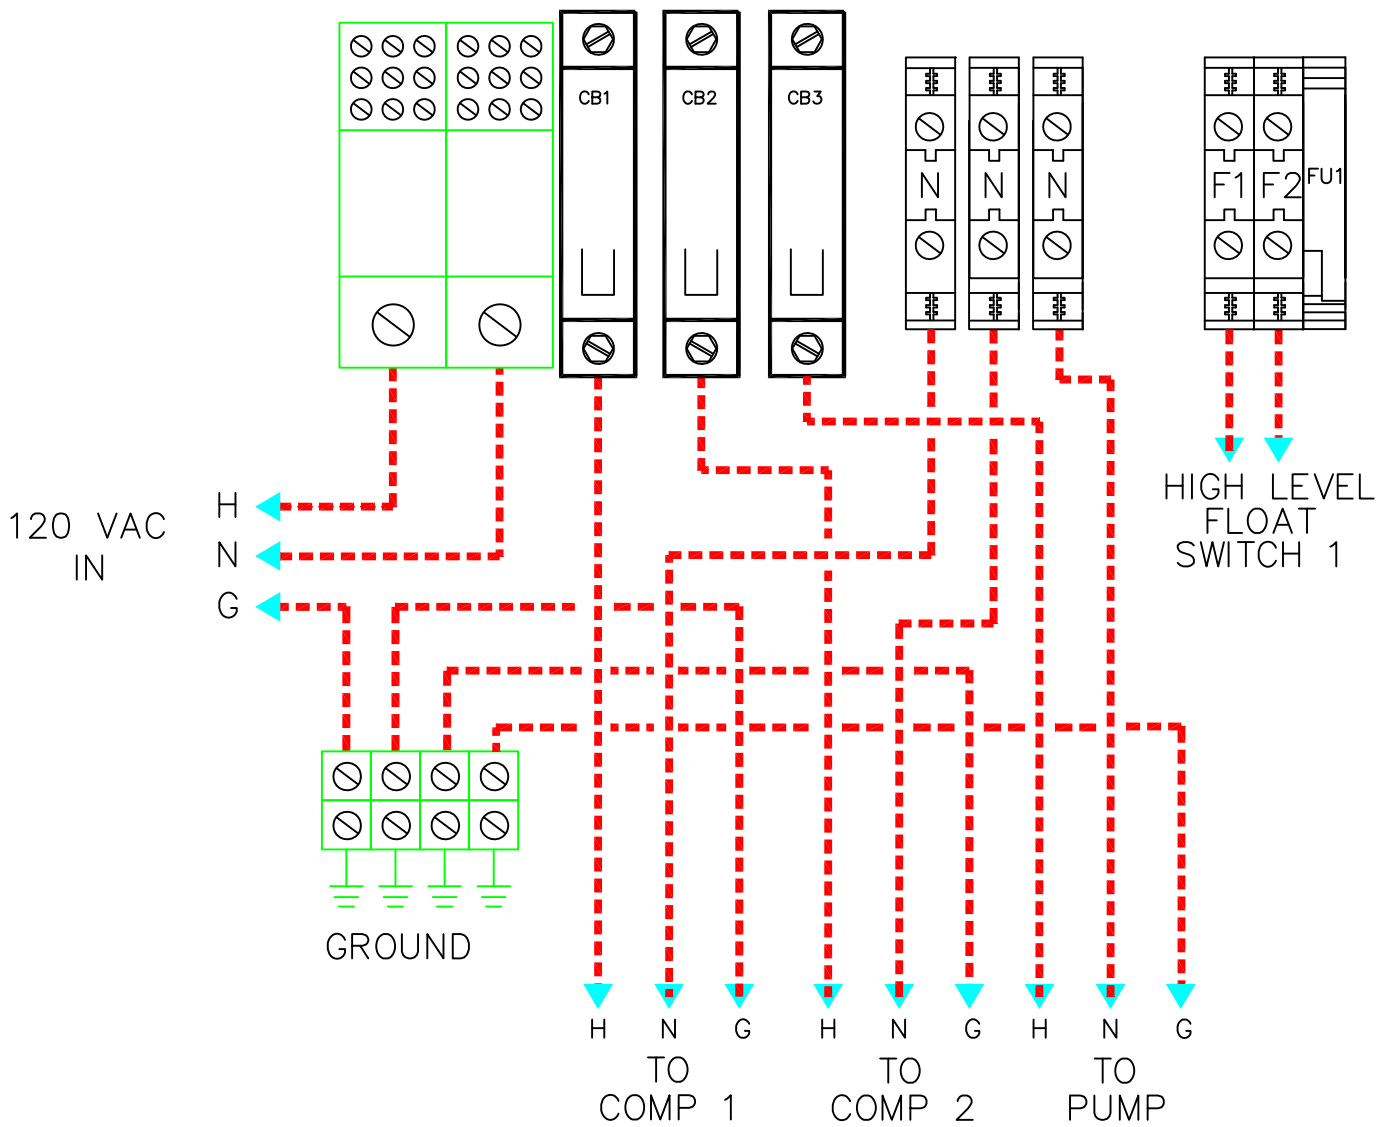 CB1
CB2
CB3
N
N
N
F1
F2
FU1
120 VAC
IN
H
N
G
HIGH LEVEL
FLOAT
SWITCH 1
GROUND
H
N
G
H
N
G
H
N
G
TO
COMP 1
TO
COMP 2
TO
PUMP